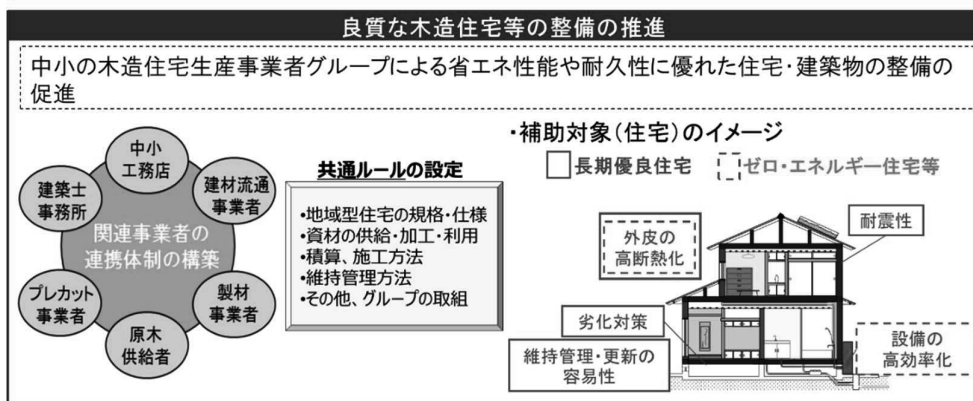 良質な木造住宅等の整備の推進
中小の木造住宅生産事業者グループによる省エネ性能や耐久性に優れた住宅・建築物の整備の
促進
中小
工務店
建築士
事務所
建材流通
事業者
関連事業者の
連携体制の構築
プレカット
事業者
製材
事業者
原木
供給者
共通ルールの設定
•地域型住宅の規格・仕様
•資材の供給・加工・利用
•積算、施工方法
•維持管理方法
•その他、グループの取組
・補助対象(住宅)のイメージ
長期優良住宅
ゼロ・エネルギー住宅等
外皮の
高断熱化
耐震性
劣化対策
維持管理・更新の
容易性
設備の
高効率化